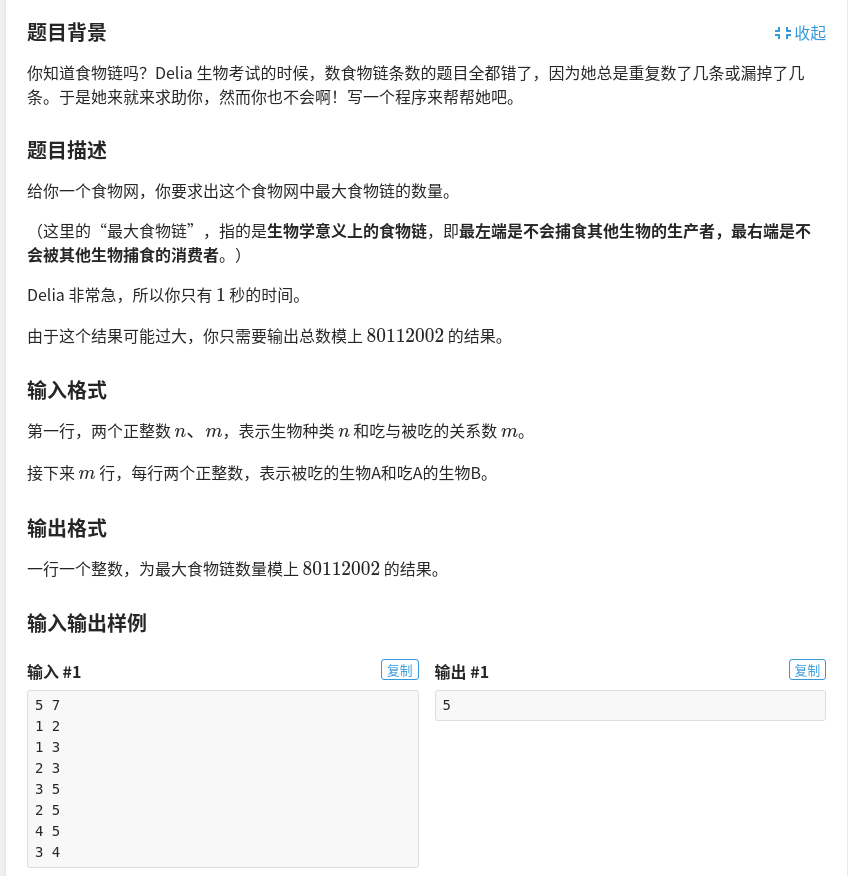 题目背景
收起
你知道食物链吗？Delia 生物考试的时候，数食物链条数的题目全都错了，因为她总是重复数了几条或漏掉了几
条。于是她来就来求助你，然而你也不会啊！写一个程序来帮帮她吧。
题目描述
给你一个食物网，你要求出这个食物网中最大食物链的数量。
（这里的“最大食物链”，指的是生物学意义上的食物链，即最左端是不会捕食其他生物的生产者，最右端是不
会被其他生物捕食的消费者。）
Delia 非常急，所以你只有 1 秒的时间。
由于这个结果可能过大，你只需要输出总数模上 80112002 的结果。
输入格式
第一行，两个正整数 n、m，表示生物种类 n 和吃与被吃的关系数 m。
接下来 m 行，每行两个正整数，表示被吃的生物A和吃A的生物B。
输出格式
一行一个整数，为最大食物链数量模上 80112002 的结果。
输入输出样例
输入 #1
复制
5 7
1 2
1 3
2 3
3 5
2 5
4 5
3 4
输出 #1
复制
5